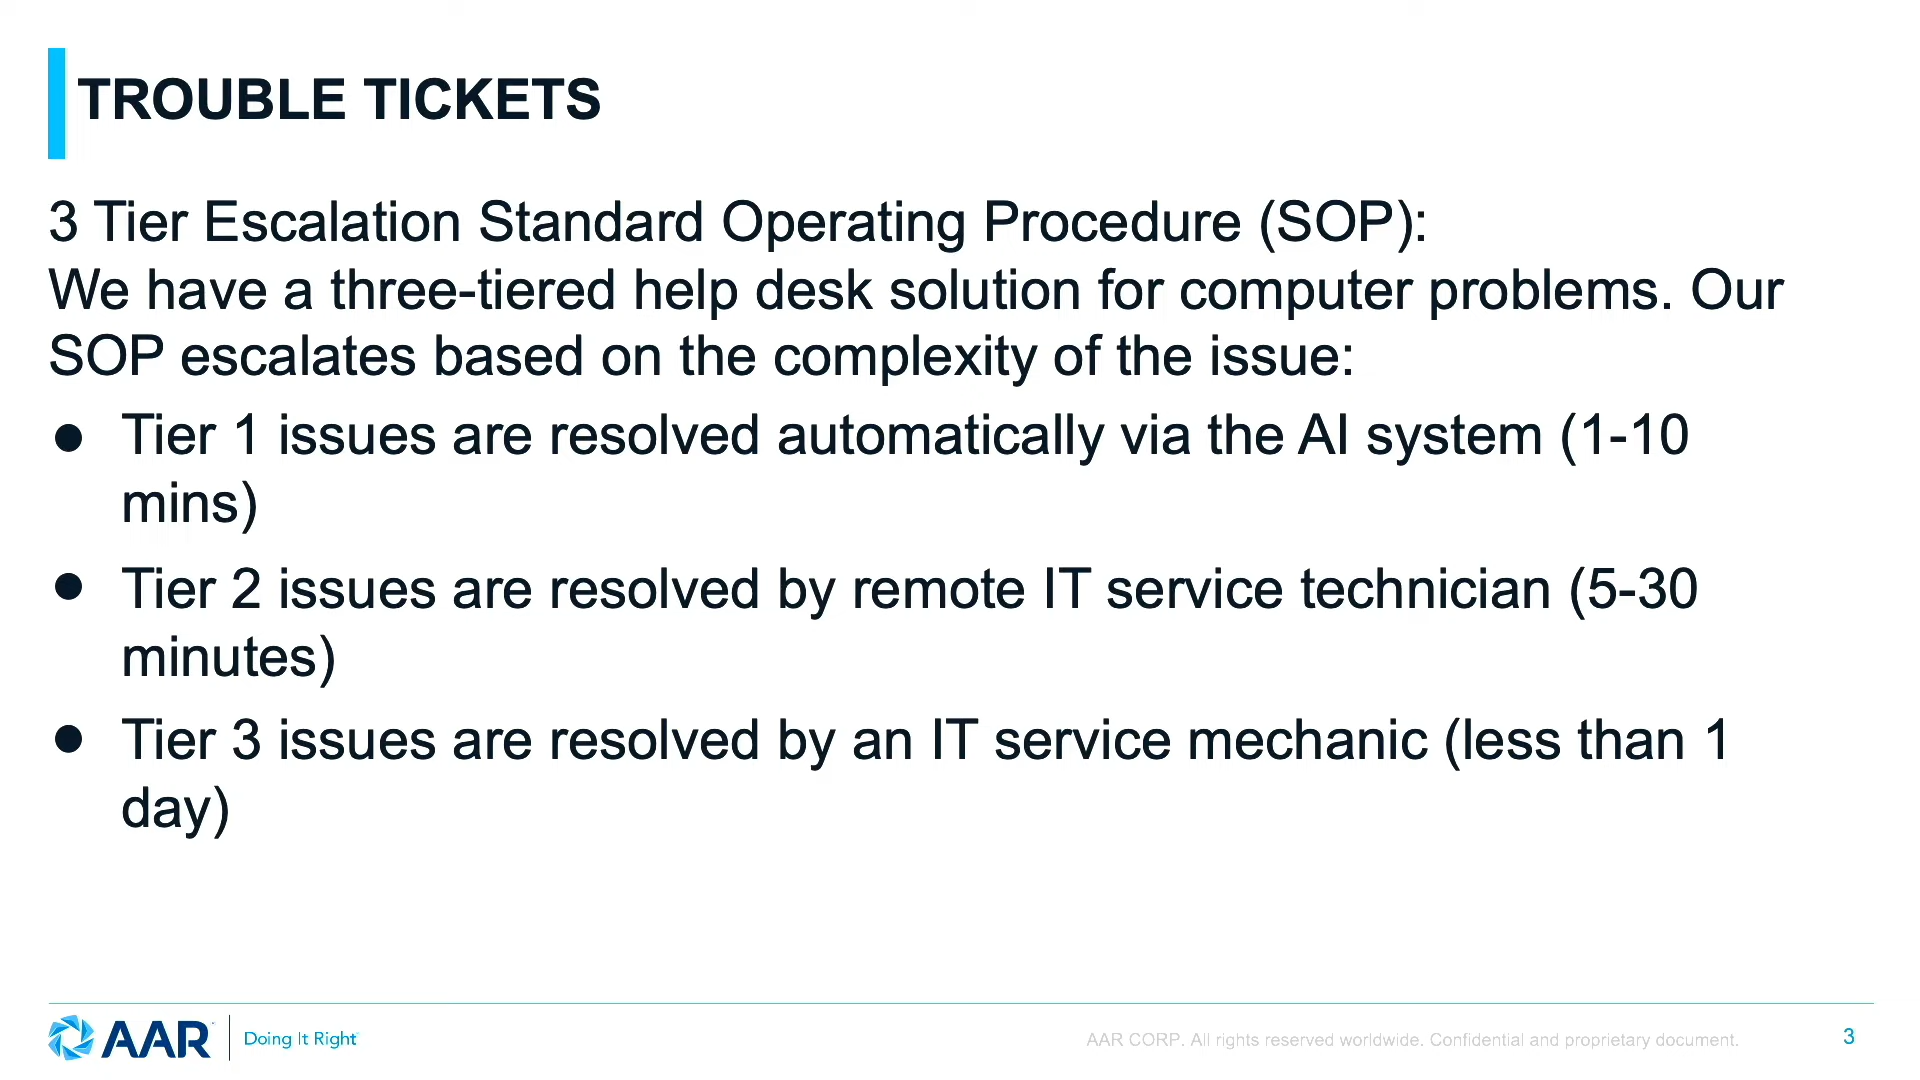 TROUBLE TICKETS
3 Tier Escalation Standard Operating Procedure (SOP):
We have a three-tiered help desk solution for computer problems. Our
SOP escalates based on the complexity of the issue:
● Tier 1 issues are resolved automatically via the AI system (1-10
mins)
● Tier 2 issues are resolved by remote IT service technician (5-30
minutes)
● Tier 3 issues are resolved by an IT service mechanic (less than 1
day)
AAR Doing It Right
AAR CORP. All rights reserved worldwide. Confidential and proprietary document.
3